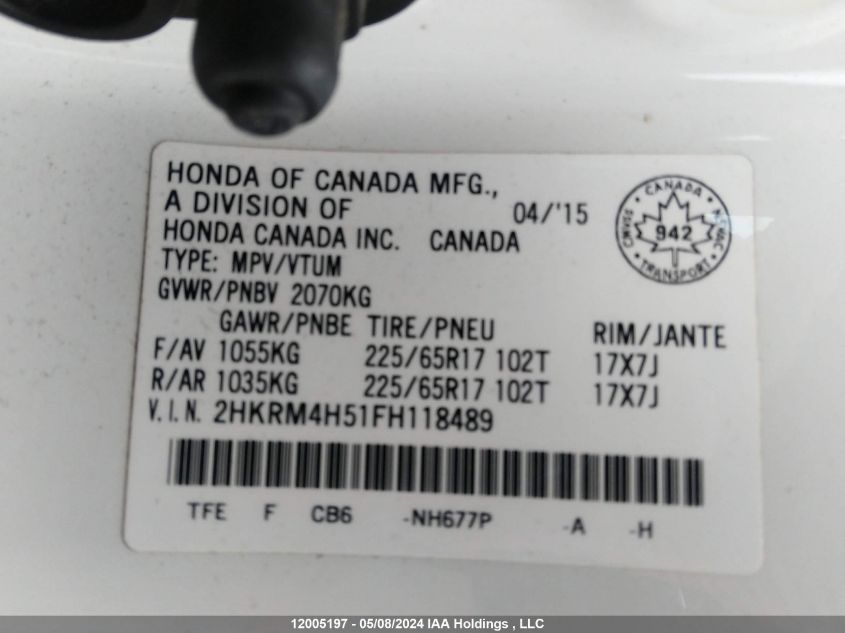 HONDA OF CANADA MFG.,
A DIVISION OF 04/'15
HONDA CANADA INC. CANADA
TYPE: MPV/VTUM
GVWR/PNBV 2070KG
GAWR/PNBE TIRE/PNEU RIM/JANTE
F/AV 1055KG 225/65R17 102T 17X7J
R/AR 1035KG 225/65R17 102T 17X7J
V.I.N. 2HKRM4H51FH118489
TFE F CB6 -NH677P -A -H
CANADA
942
TRANSPORT
12005197 - 05/08/2024 IAA Holdings , LLC